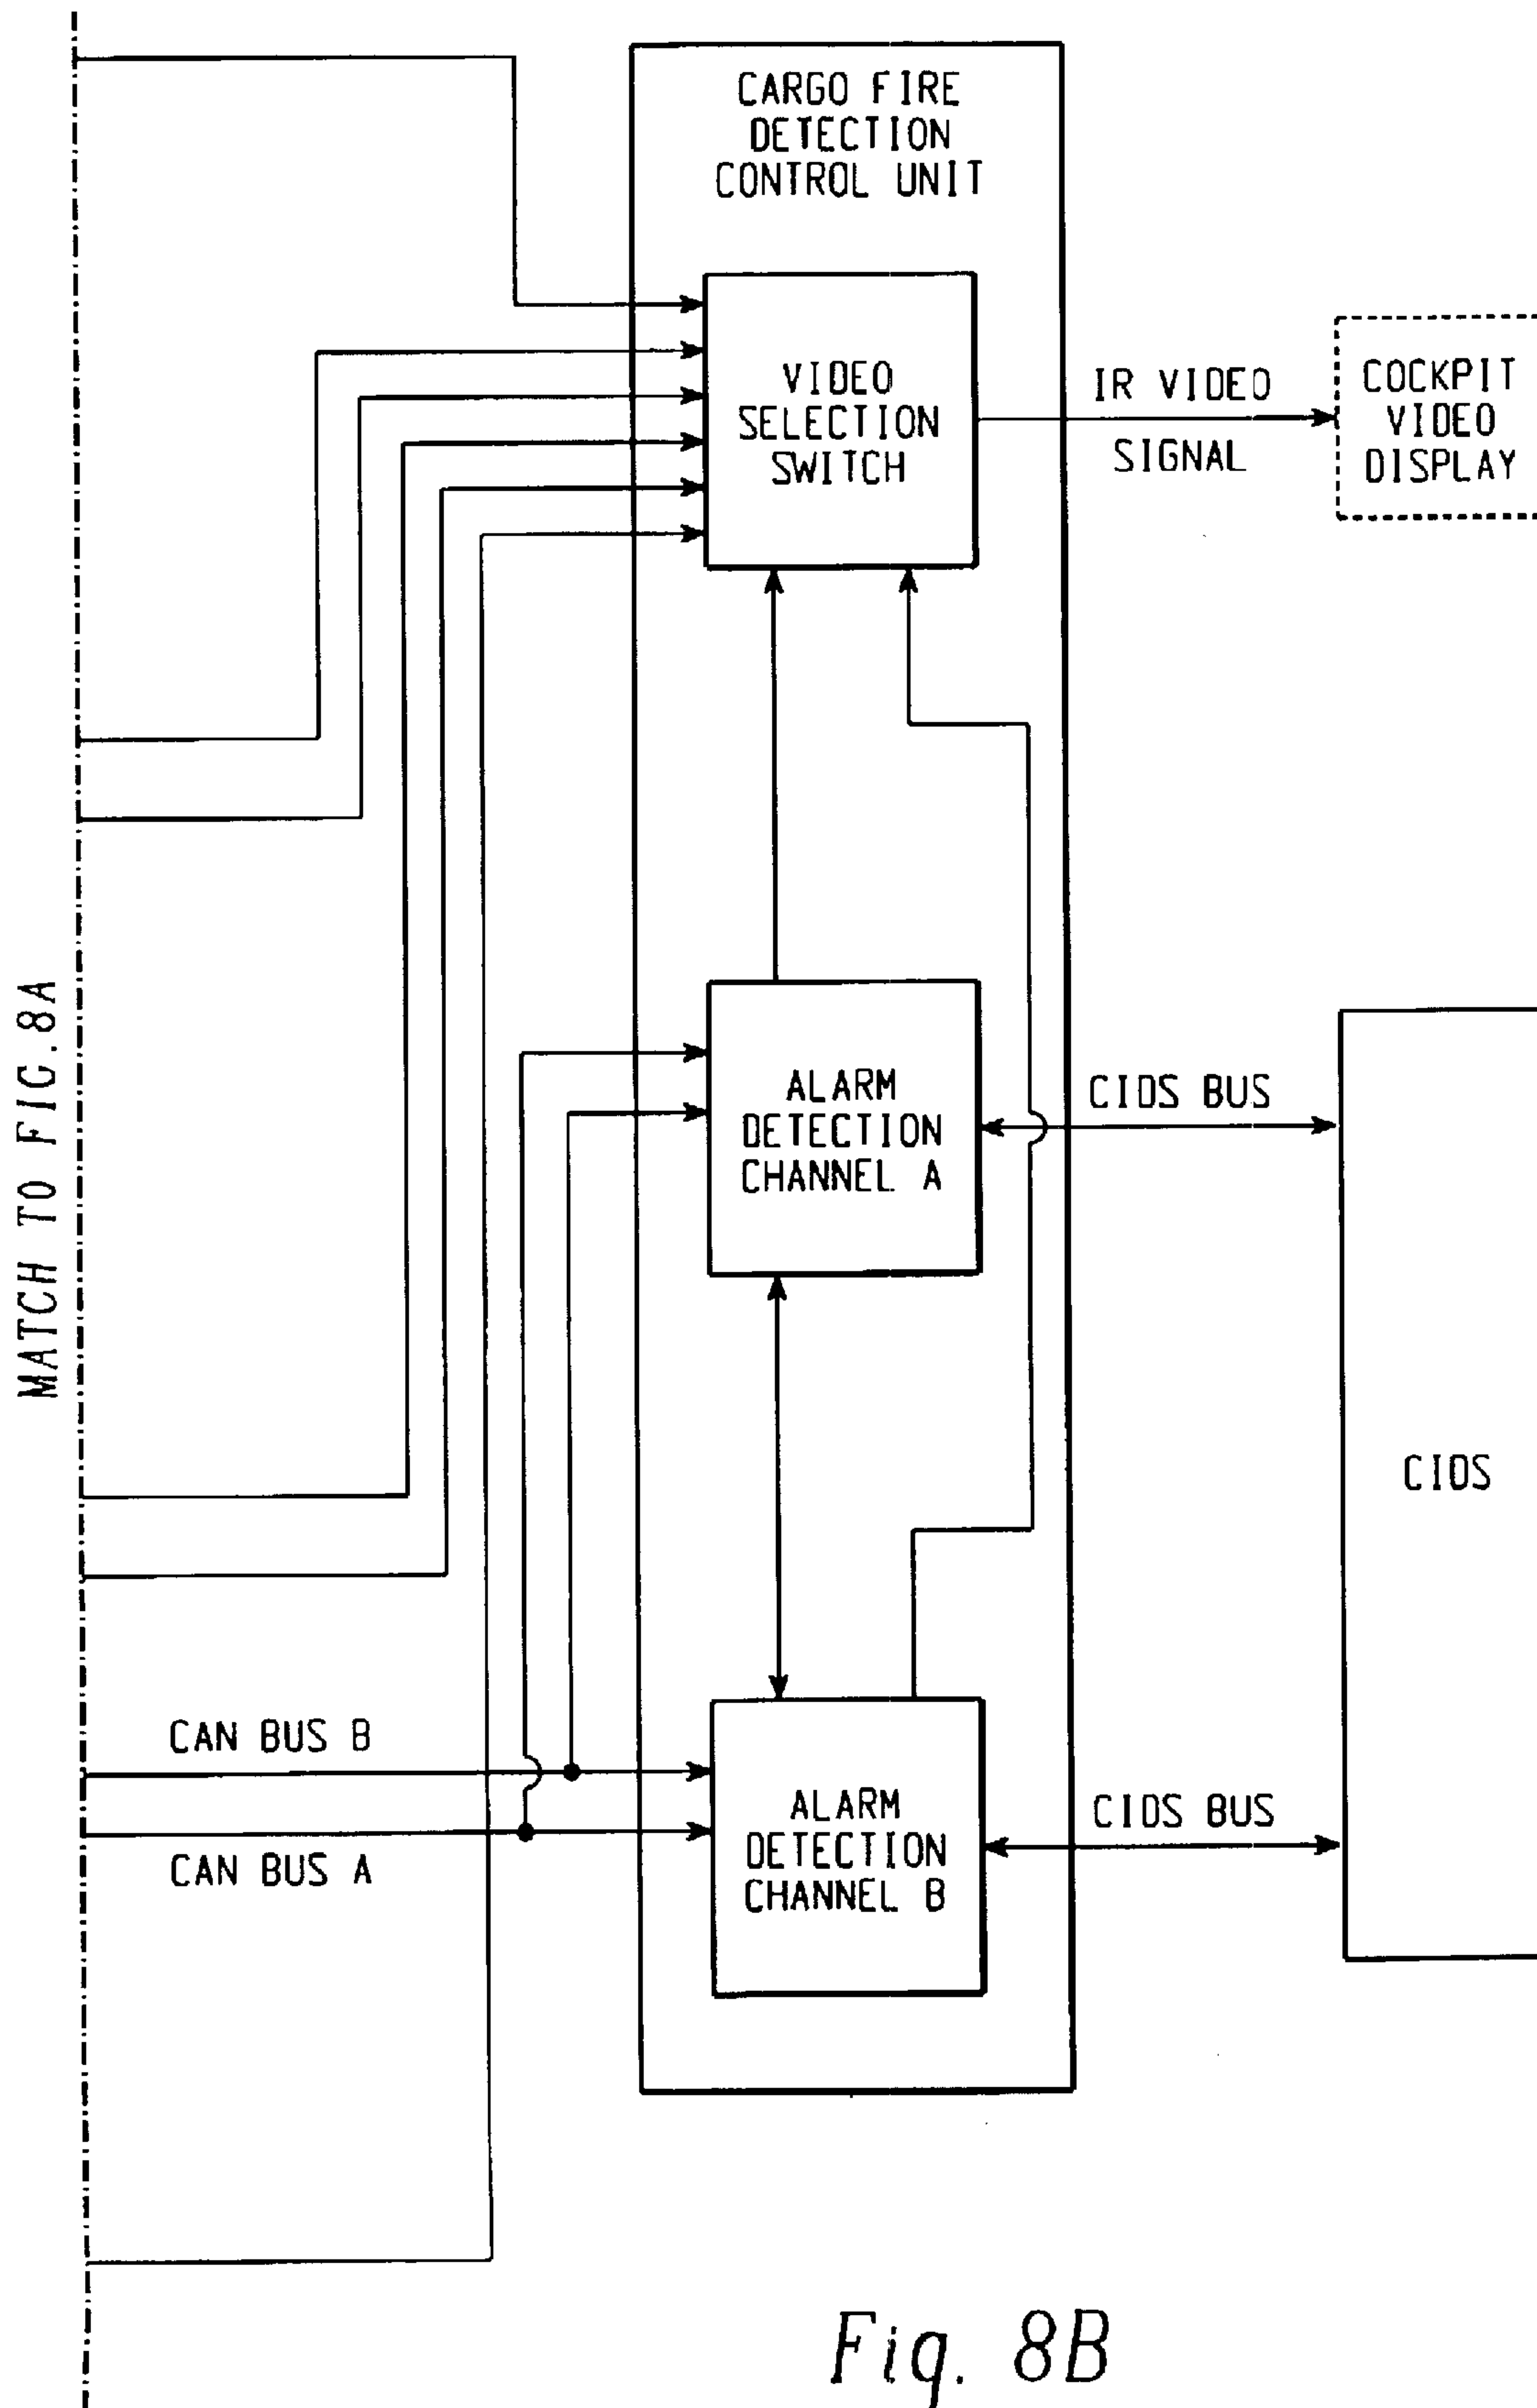 CARGO FIRE
DETECTION
CONTROL UNIT
VIDEO
SELECTION
SWITCH
IR VIDEO
SIGNAL
COCKPIT
VIDEO
DISPLAY
MATCH TO FIG.8A
ALARM
DETECTION
CHANNEL A
CIDS BUS
CIDS
CAN BUS B
CAN BUS A
ALARM
DETECTION
CHANNEL B
CIDS BUS
Fig. 8B